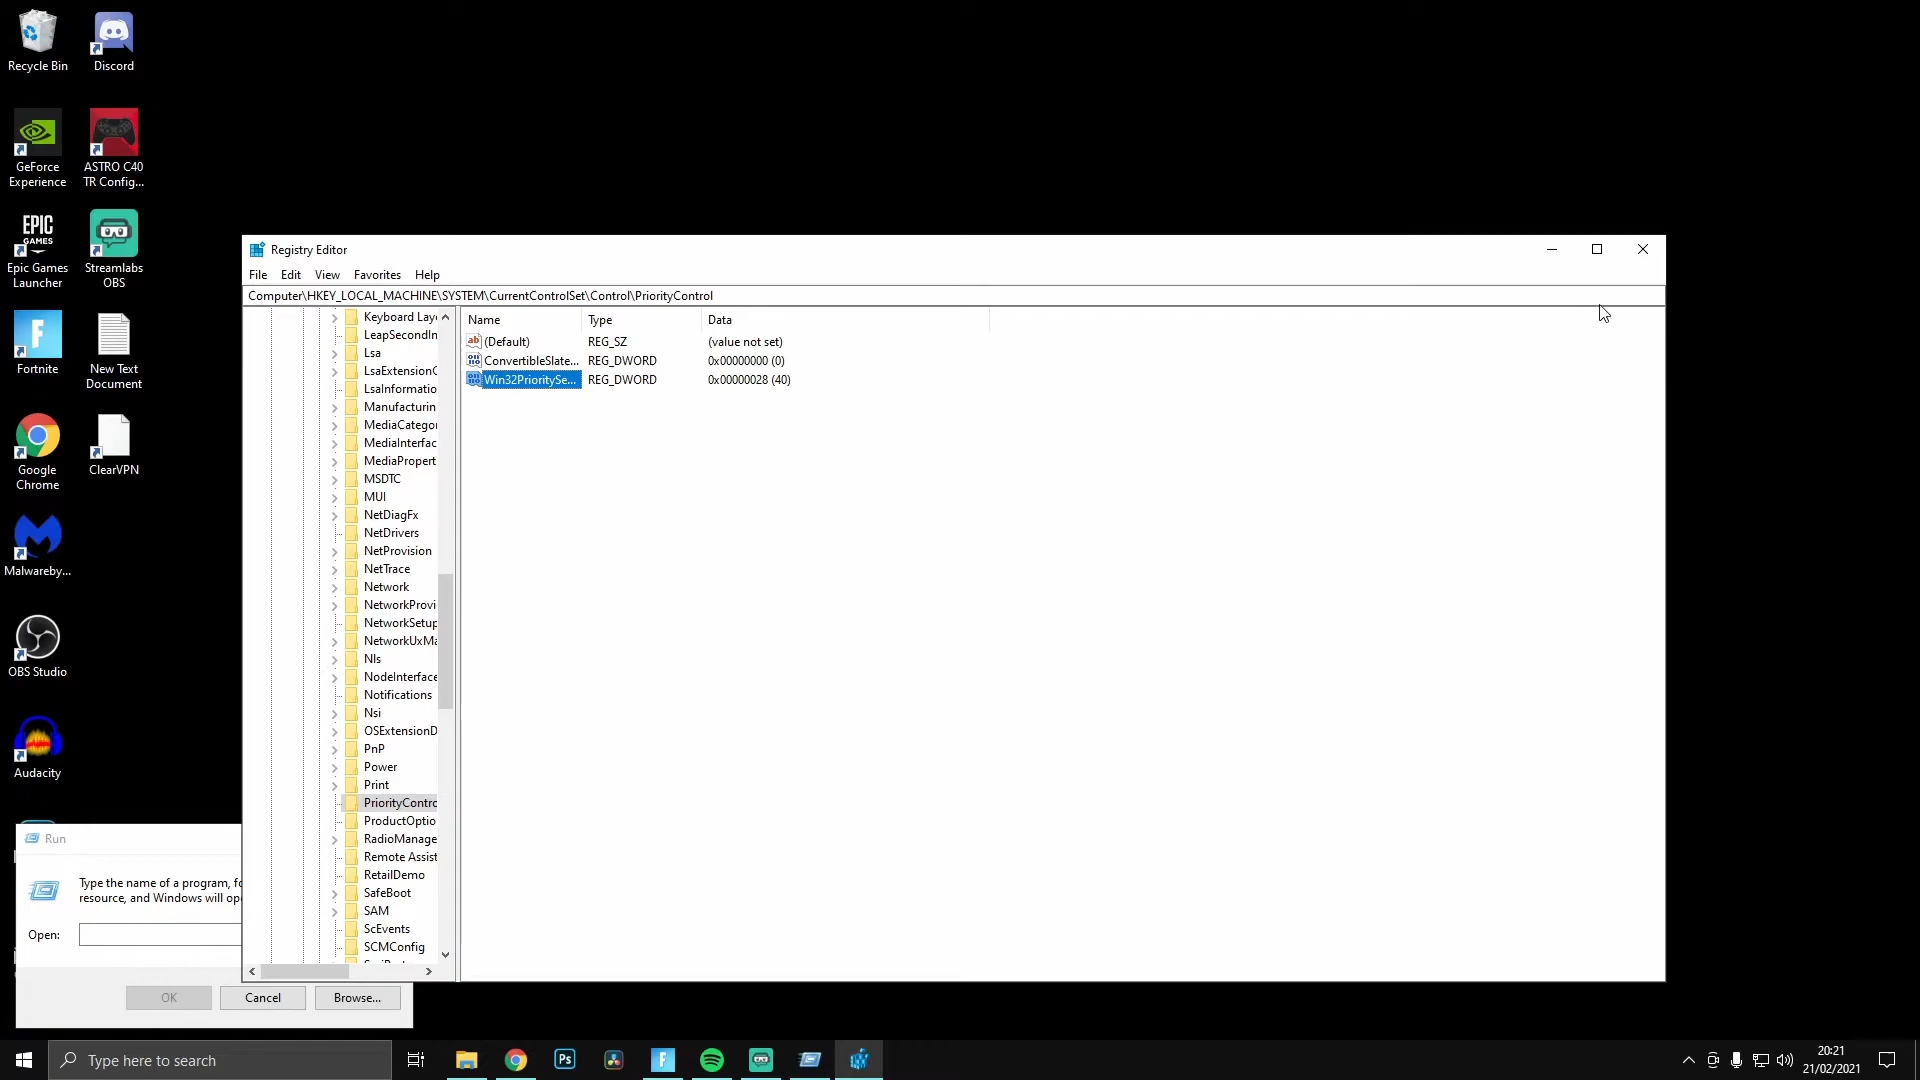 Recycle Bin
Discord
GeForce
Experience
ASTRO C40
TR Config...
EPIC
GAMES
Epic Games
Launcher
Streamlabs
OBS
Fortnite
New Text
Document
Google
Chrome
ClearVPN
Malwareby...
OBS Studio
Audacity
Registry Editor
File Edit View Favorites Help
Computer\HKEY_LOCAL_MACHINE\SYSTEM\CurrentControlSet\Control\PriorityControl
Keyboard Layo
LeapSecondIn
Lsa
LsaExtensionC
LsaInformatio
Manufacturin
MediaCategor
MediaInterfac
MediaPropert
MSDTC
MUI
NetDiagFx
NetDrivers
NetProvision
NetTrace
Network
NetworkProvi
NetworkSetup
NetworkUxMa
Nls
NodeInterface
Notifications
Nsi
OSExtensionD
PnP
Power
Print
PriorityContro
ProductOptio
RadioManage
Remote Assist
RetailDemo
SafeBoot
SAM
ScEvents
SCMConfig
Name Type Data
(Default) REG_SZ (value not set)
ConvertibleSlate... REG_DWORD 0x00000000 (0)
Win32PrioritySe... REG_DWORD 0x00000028 (40)
Run
Type the name of a program, fo
resource, and Windows will ope
Open:
OK Cancel Browse...
Type here to search
Ps
20:21
21/02/2021